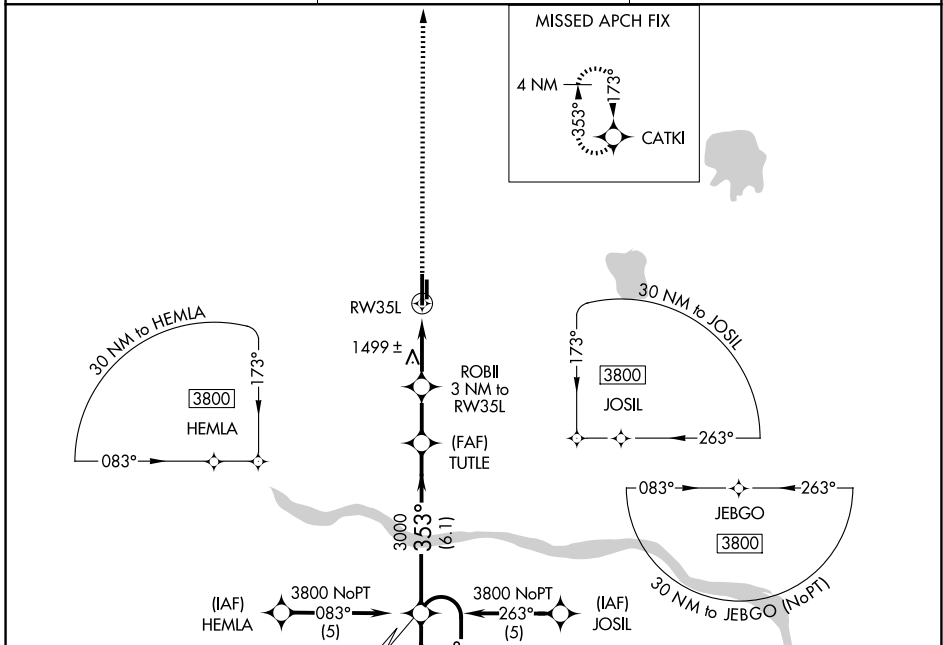 MISSED APCH FIX
4 NM
353°
173°
CATKI
RW35L
1499 ±
ROBII
3 NM to
RW35L
(FAF)
TUTLE
30 NM to HEMLA
173°
3800
HEMLA
083°
30 NM to JOSIL
173°
3800
JOSIL
263°
083°
263°
JEBGO
3800
30 NM to JEBGO (NoPT)
3000
353°
(6.1)
(IAF)
HEMLA
3800 NoPT
083°
(5)
3800 NoPT
263°
(5)
(IAF)
JOSIL